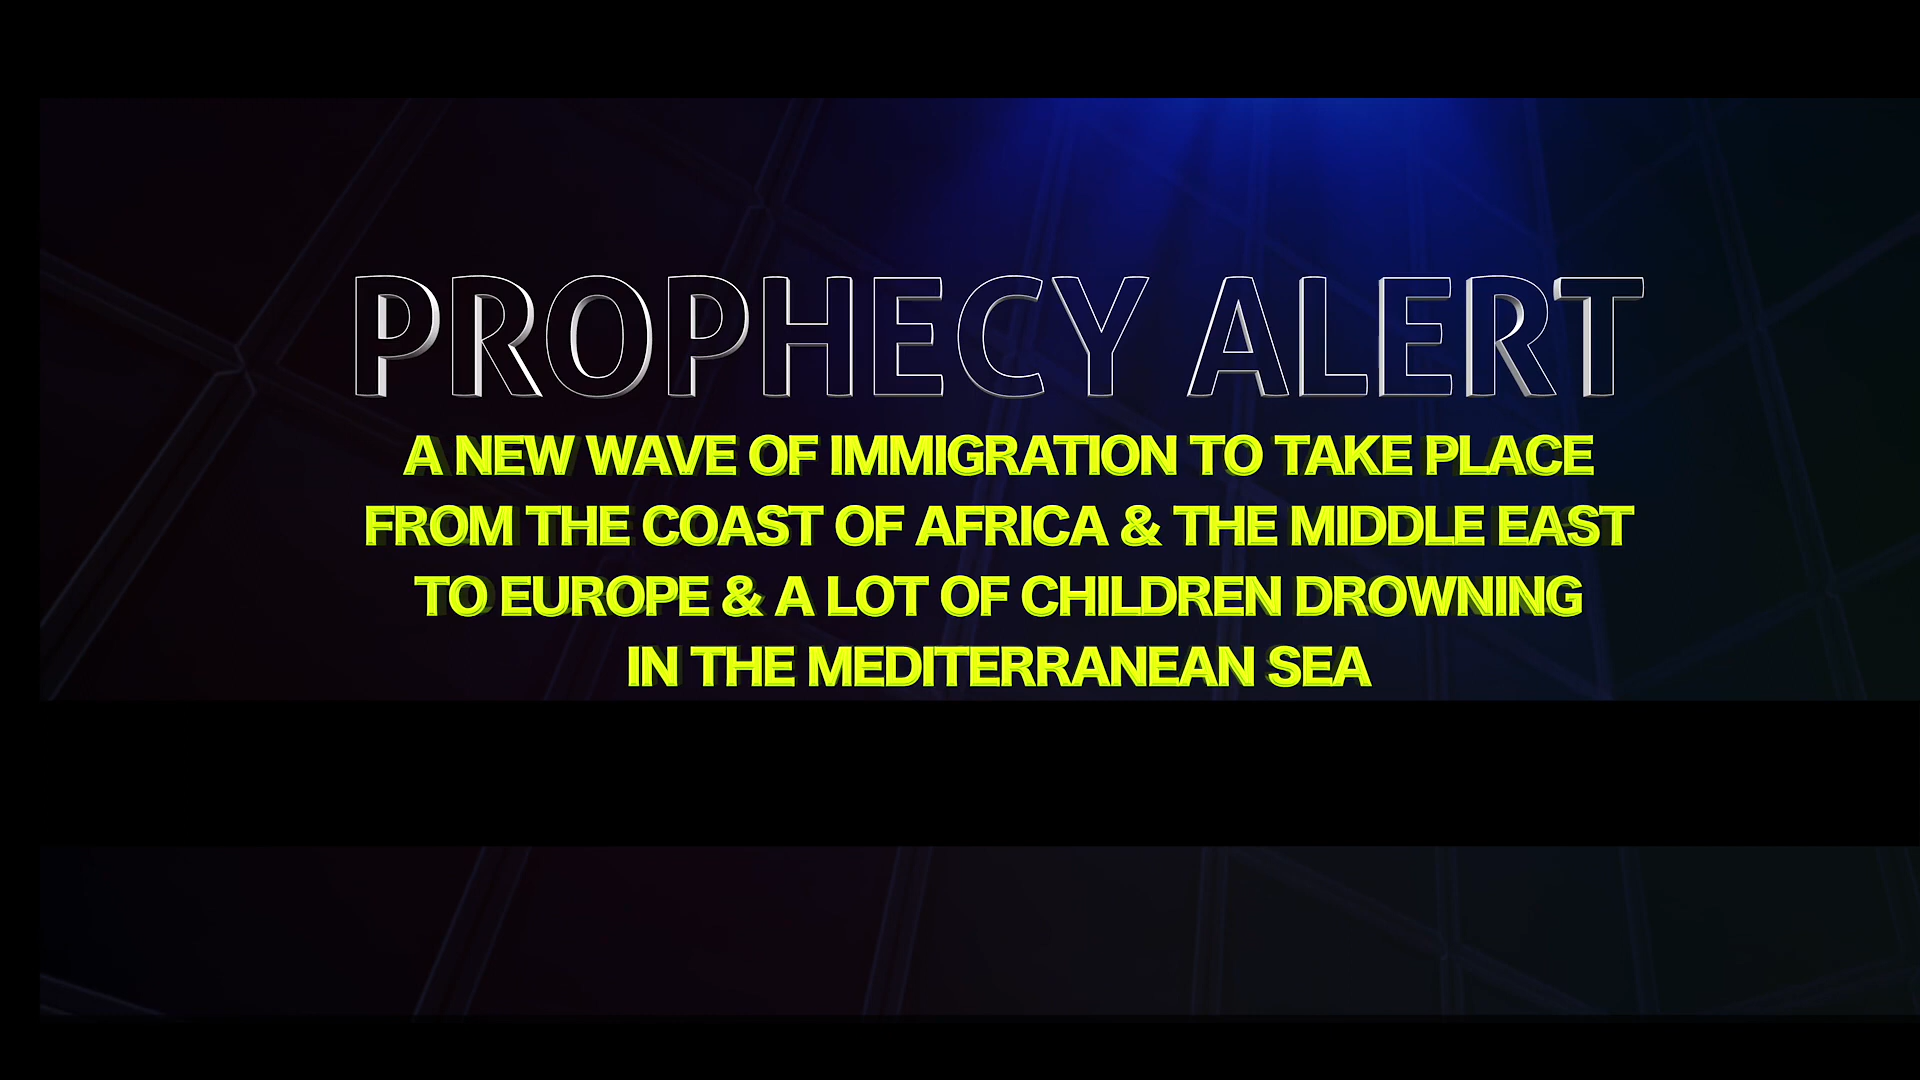 PROPHECY ALERT
A NEW WAVE OF IMMIGRATION TO TAKE PLACE
FROM THE COAST OF AFRICA & THE MIDDLE EAST
TO EUROPE & A LOT OF CHILDREN DROWNING
IN THE MEDITERRANEAN SEA